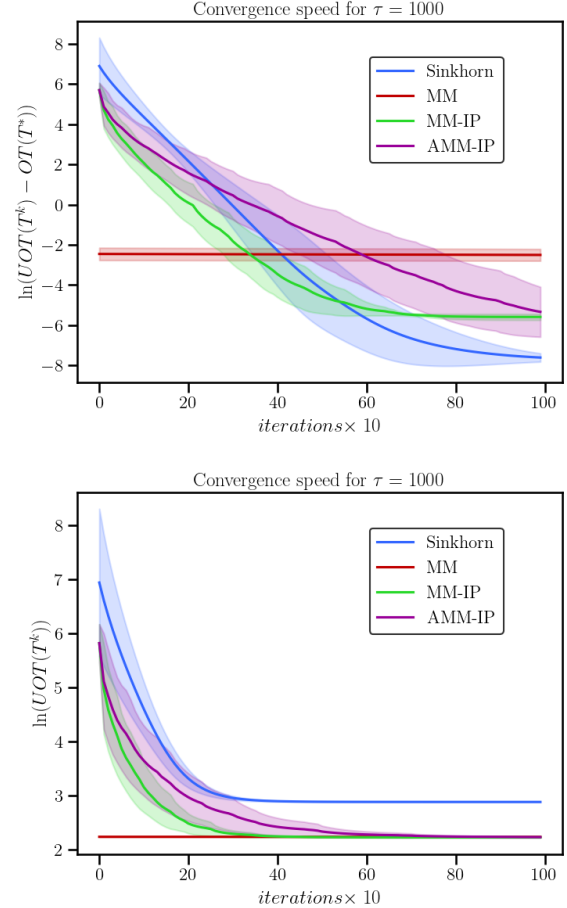 Convergence speed for τ = 1000
ln(UOT(T^k) − OT(T*))
8
6
4
2
0
−2
−4
−6
−8
Sinkhorn
MM
MM-IP
AMM-IP
0 20 40 60 80 100
iterations× 10
Convergence speed for τ = 1000
ln(UOT(T^k))
8
7
6
5
4
3
2
Sinkhorn
MM
MM-IP
AMM-IP
0 20 40 60 80 100
iterations× 10